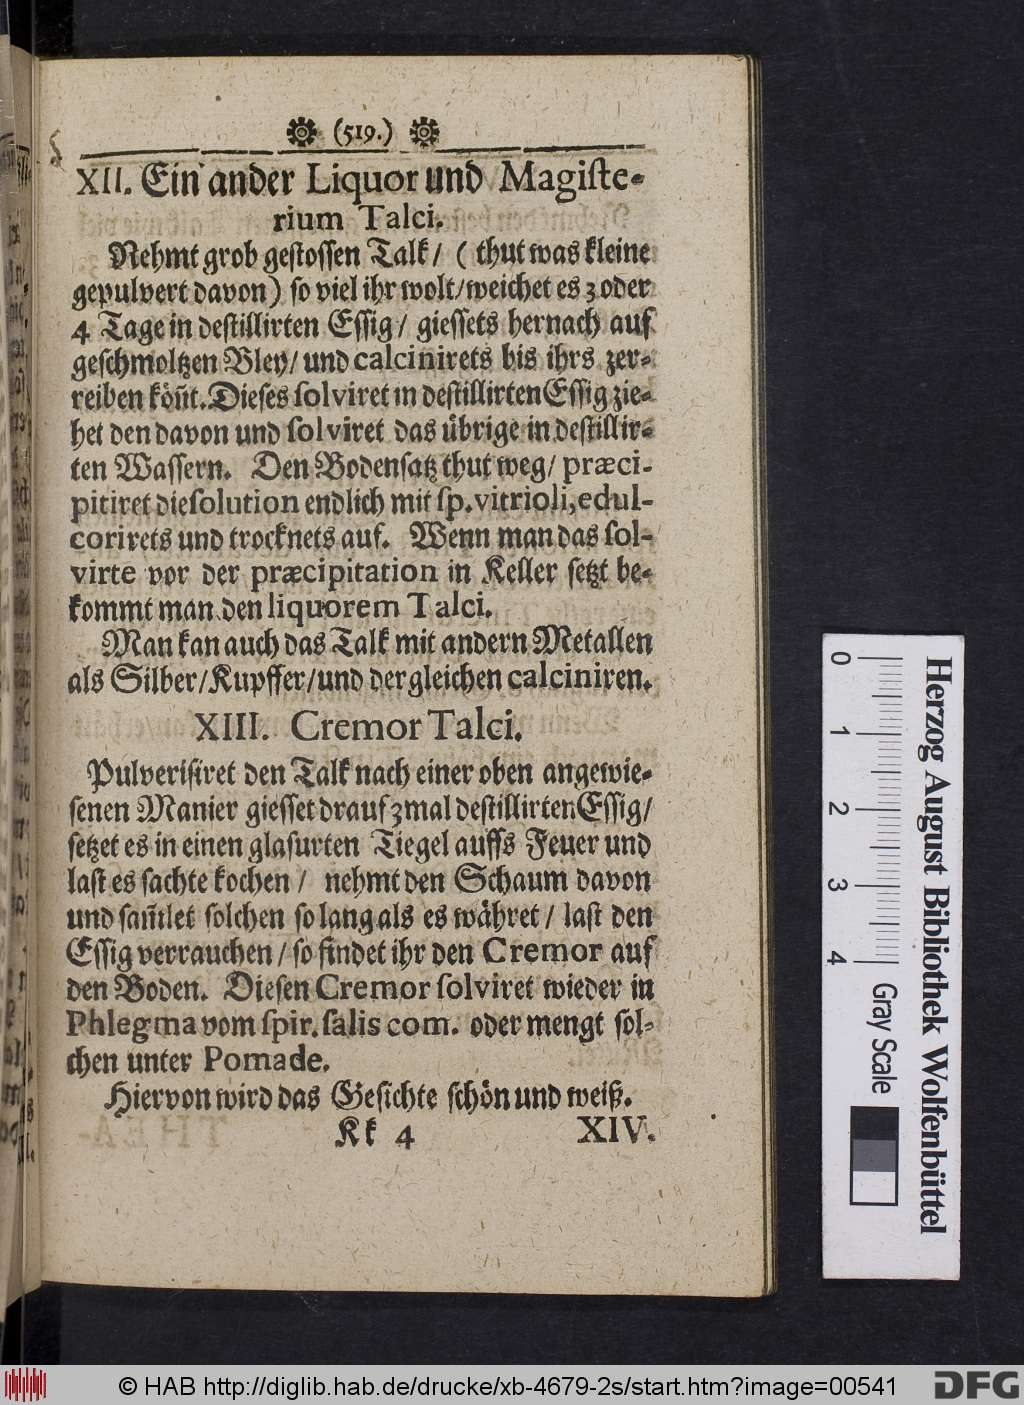 (519.)
XII. Ein ander Liquor und Magiſte-
rium Talci.
Nehmt grob geſtoſſen Talk/ ( thut was kleine
gepulvert davon) ſo viel ihr wolt/weichet es 3 oder
4 Tage in deſtillirten Eſſig/ gieſſets hernach auf
geſchmoltzen Bley/ und calcinirets bis ihrs zer-
reiben köñt. Dieſes ſolviret in deſtillirten Eſſig zie-
het den davon und ſolviret das übrige in deſtillir-
ten Waſſern. Den Bodenſatz thut weg/ præci-
pitiret die ſolution endlich mit ſp. vitrioli, edul-
corirets und trocknets auf. Wenn man das ſol-
virte vor der præcipitation in Keller ſetzt be-
kommt man den liquorem Talci.
Man kan auch das Talk mit andern Metallen
als Silber/Kupffer/und dergleichen calciniren.
XIII. Cremor Talci.
Pulveriſiret den Talk nach einer oben angewie-
ſenen Manier gieſſet drauf 3mal deſtillirten Eſſig/
ſetzet es in einen glaſurten Tiegel auffs Feuer und
laſt es ſachte kochen / nehmt den Schaum davon
und ſam̃let ſolchen ſo lang als es währet / laſt den
Eſſig verrauchen / ſo findet ihr den Cremor auf
den Boden. Dieſen Cremor ſolviret wieder in
Phlegma vom ſpir. ſalis com. oder mengt ſol-
chen unter Pomade.
Hiervon wird das Geſichte ſchön und weiß.
Kk 4 XIV.
0 1 2 3 4
Gray Scale
Herzog August Bibliothek Wolfenbüttel
© HAB http://diglib.hab.de/drucke/xb-4679-2s/start.htm?image=00541
DFG